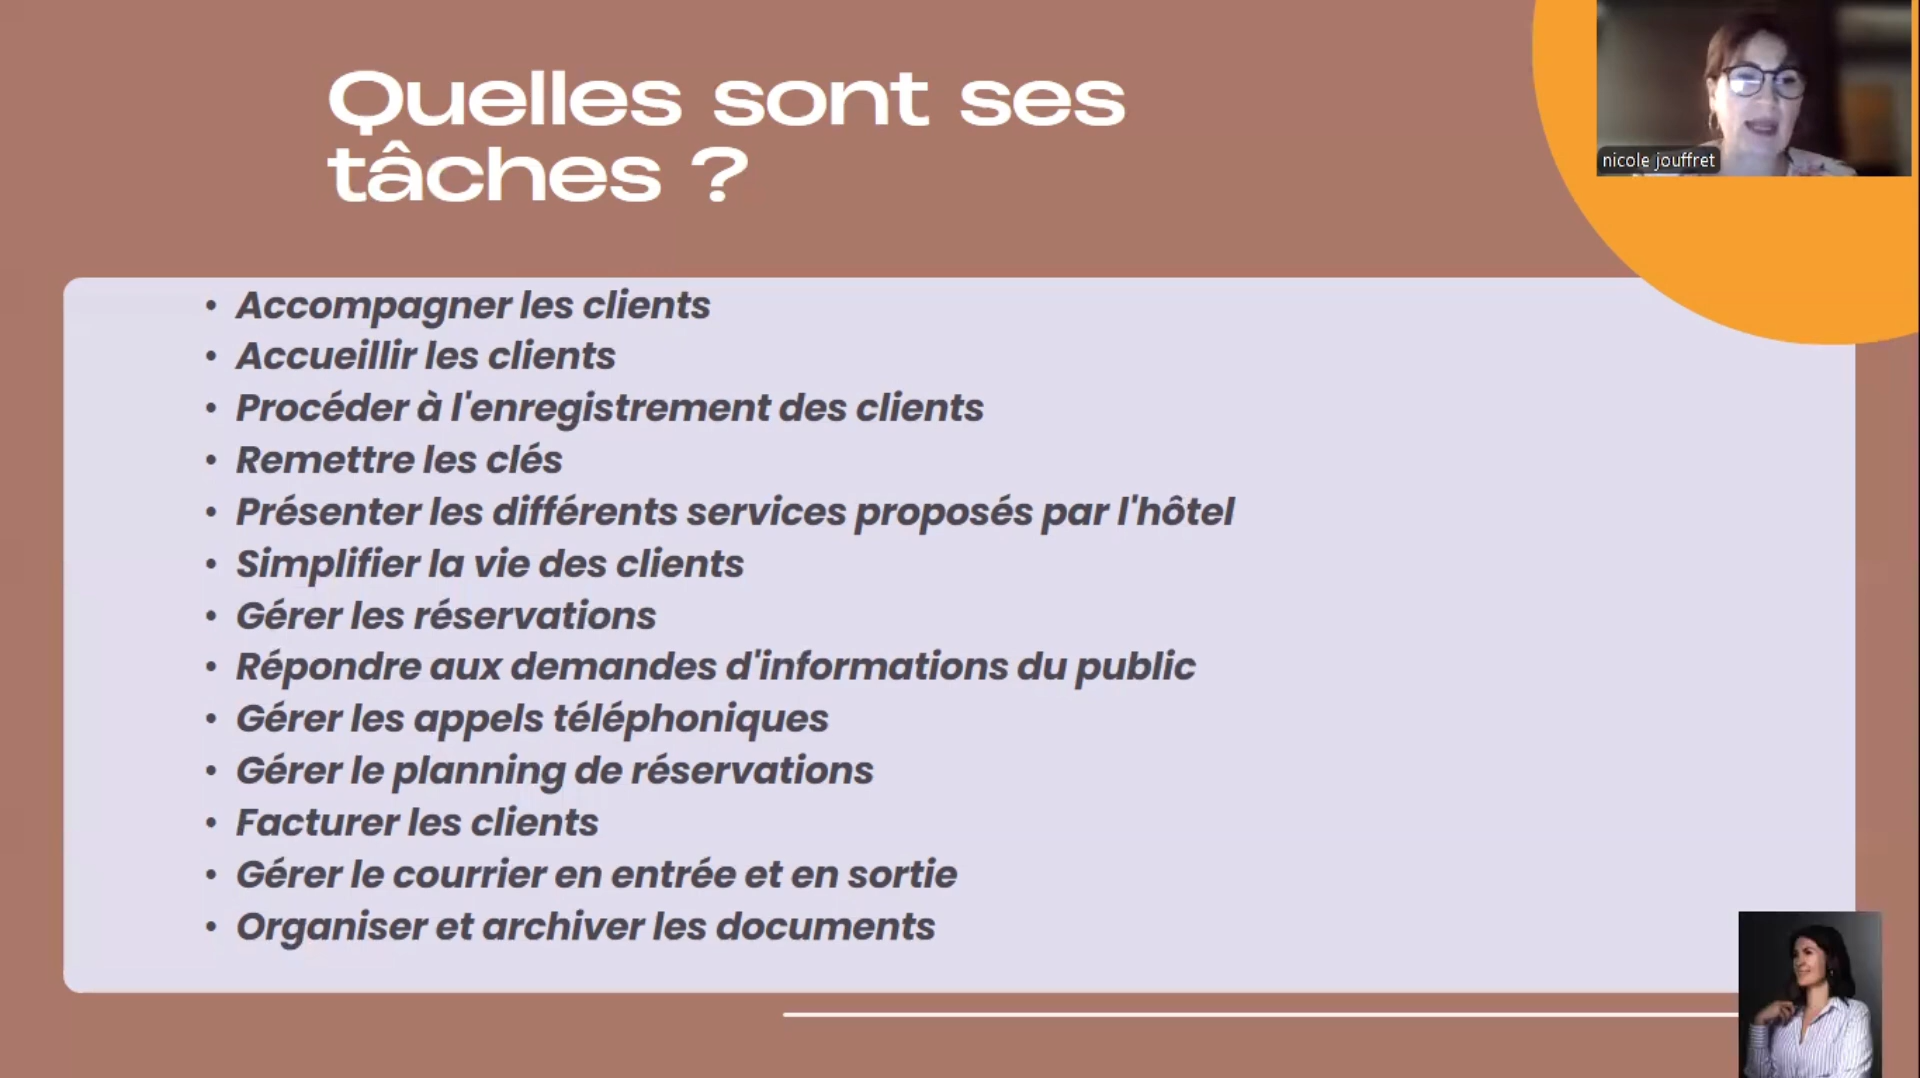 Quelles sont ses
tâches ?
nicole jouffret
• Accompagner les clients
• Accueillir les clients
• Procéder à l'enregistrement des clients
• Remettre les clés
• Présenter les différents services proposés par l'hôtel
• Simplifier la vie des clients
• Gérer les réservations
• Répondre aux demandes d'informations du public
• Gérer les appels téléphoniques
• Gérer le planning de réservations
• Facturer les clients
• Gérer le courrier en entrée et en sortie
• Organiser et archiver les documents